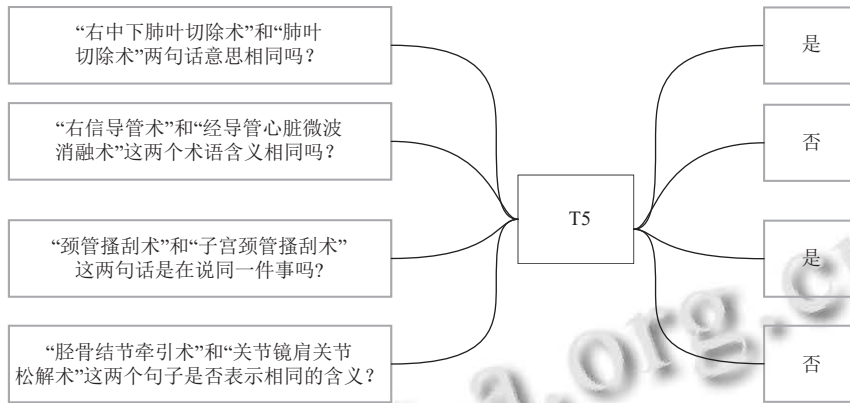 “右中下肺叶切除术”和“肺叶
切除术”两句话意思相同吗？
是
“右信导管术”和“经导管心脏微波
消融术”这两个术语含义相同吗？
否
T5
“颈管搔刮术”和“子宫颈管搔刮术”
这两句话是在说同一件事吗?
是
“胫骨结节牵引术”和“关节镜肩关节
松解术”这两个句子是否表示相同的含义？
否
a.org.c